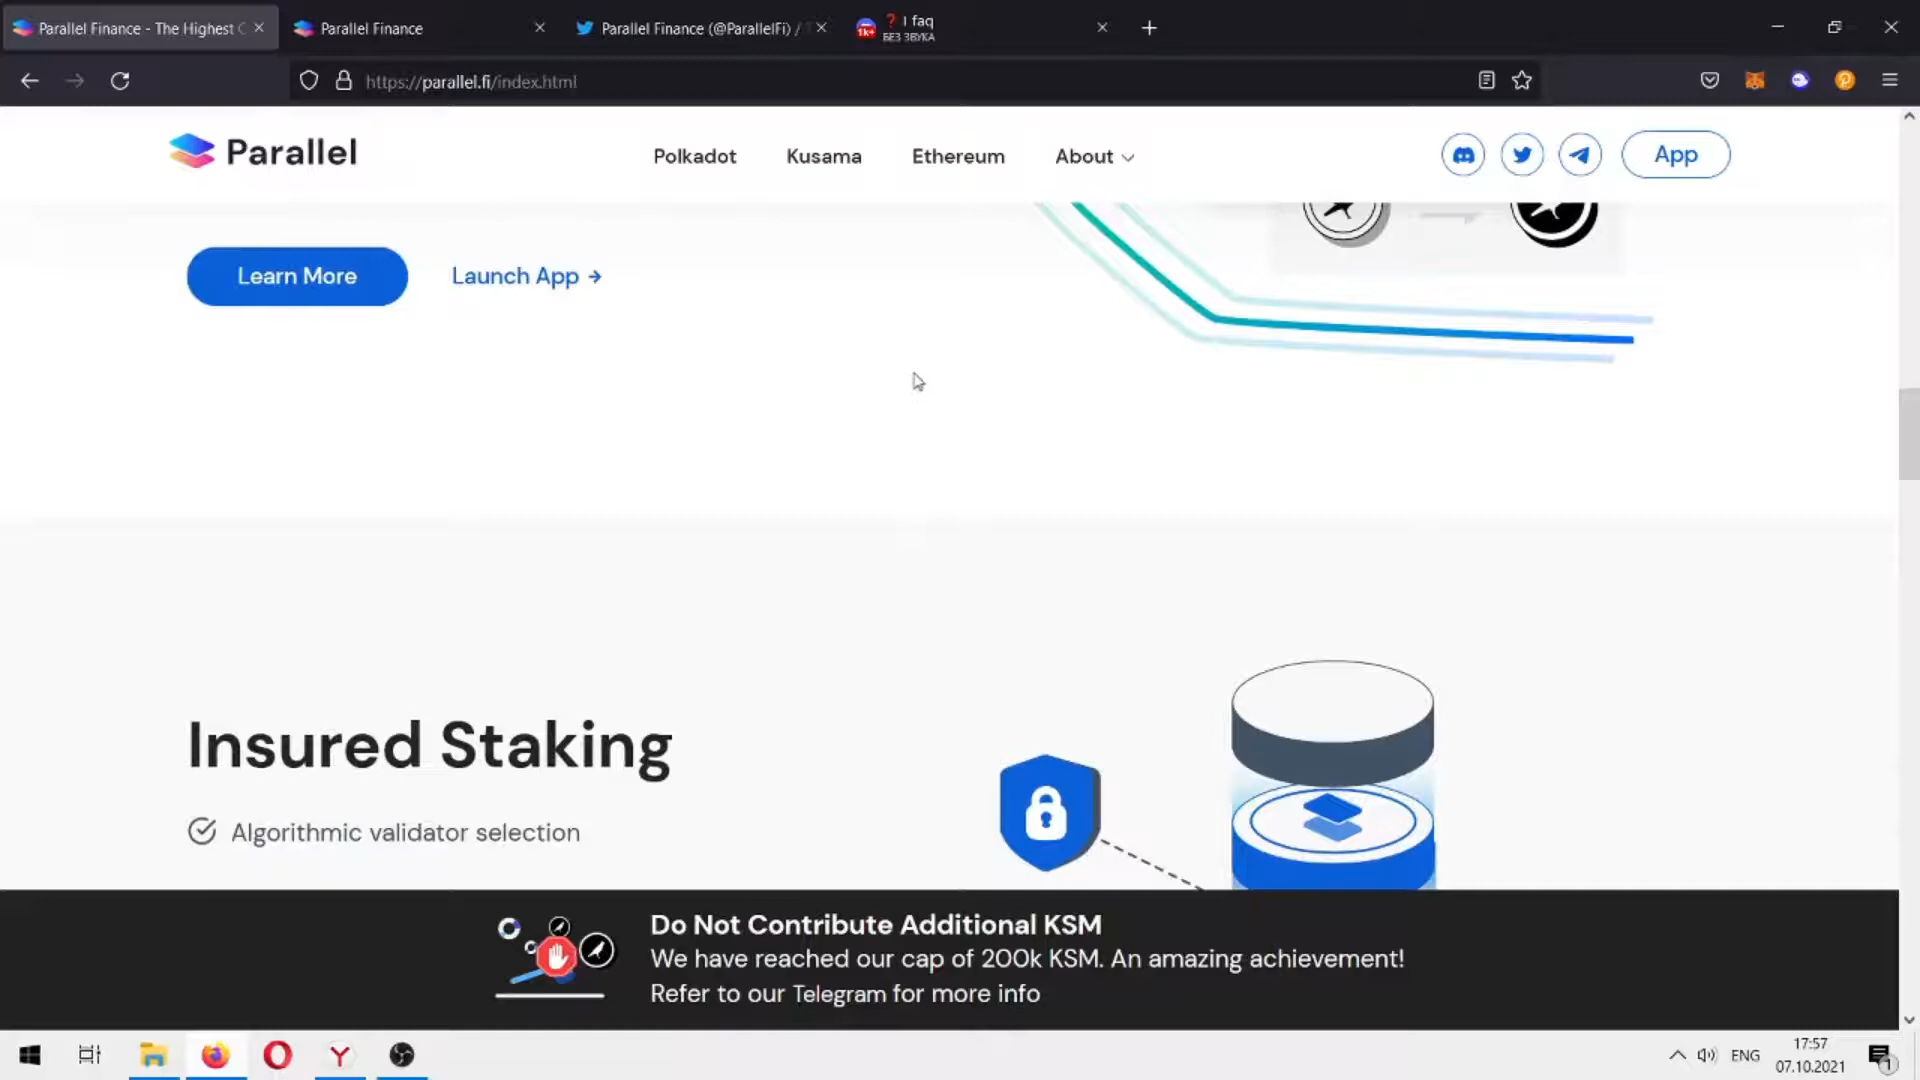 Parallel Finance - The Highest C
Parallel Finance
Parallel Finance (@ParallelFi) /
1k+
❓ I faq
БЕЗ ЗВУКА
https://parallel.fi/index.html
Parallel
Polkadot
Kusama
Ethereum
About
App
Learn More
Launch App →
Insured Staking
Algorithmic validator selection
Do Not Contribute Additional KSM
We have reached our cap of 200k KSM. An amazing achievement!
Refer to our Telegram for more info
ENG
17:57
07.10.2021
1